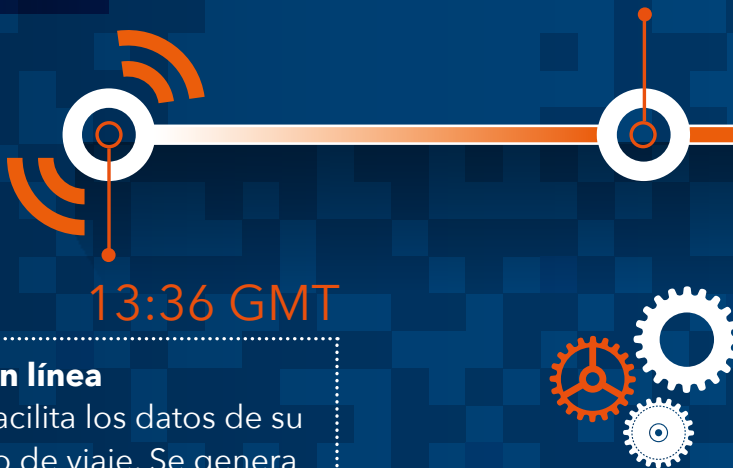 13:36 GMT
n línea
acilita los datos de su
o de viaje. Se genera